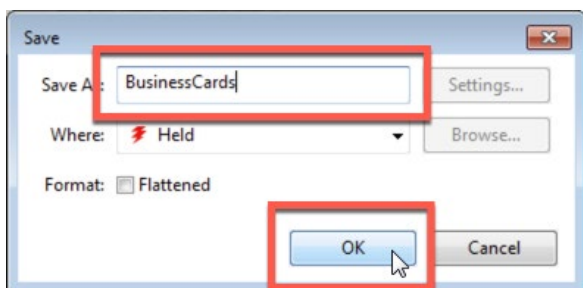 Save
Save As: BusinessCards Settings...
Where: Held Browse...
Format: Flattened
OK Cancel